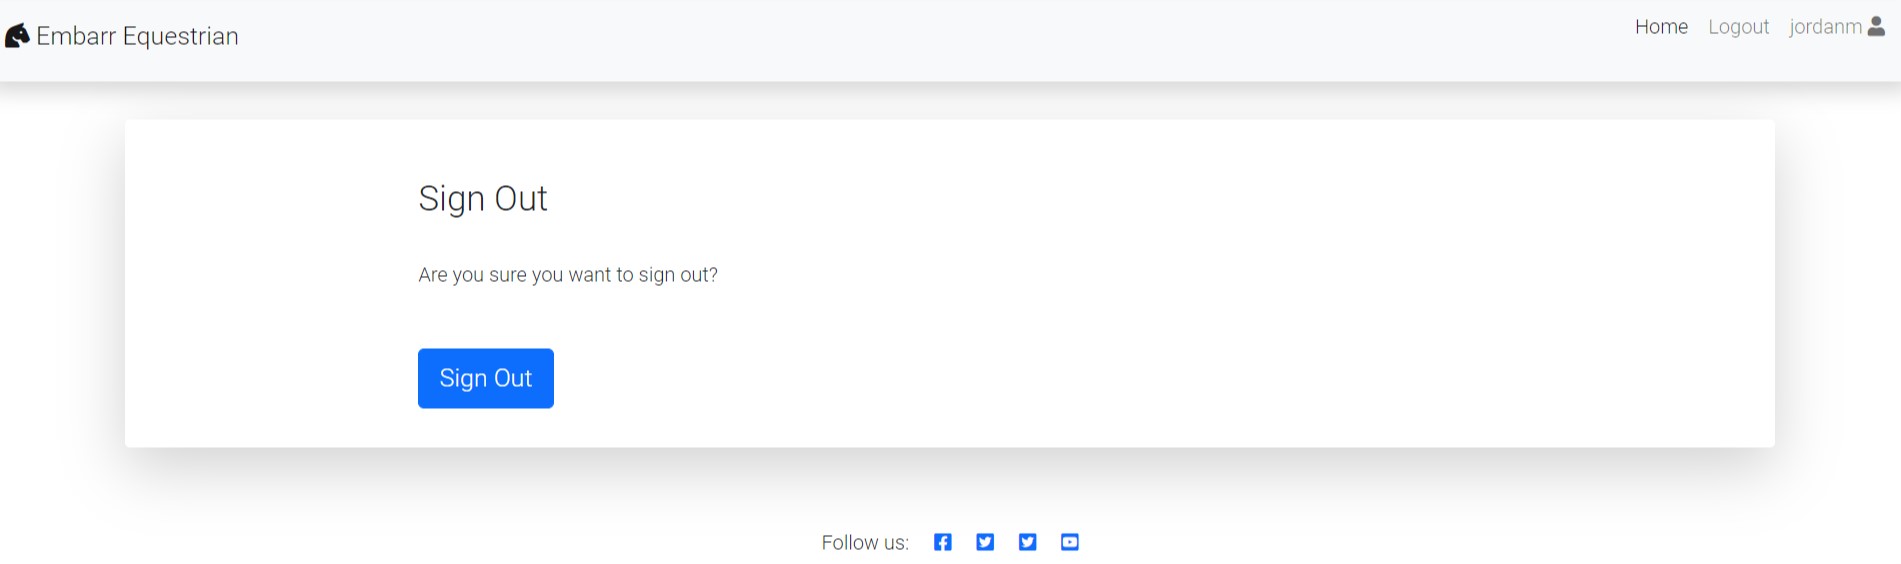 Embarr Equestrian
Home Logout jordanm
Sign Out
Are you sure you want to sign out?
Sign Out
Follow us: